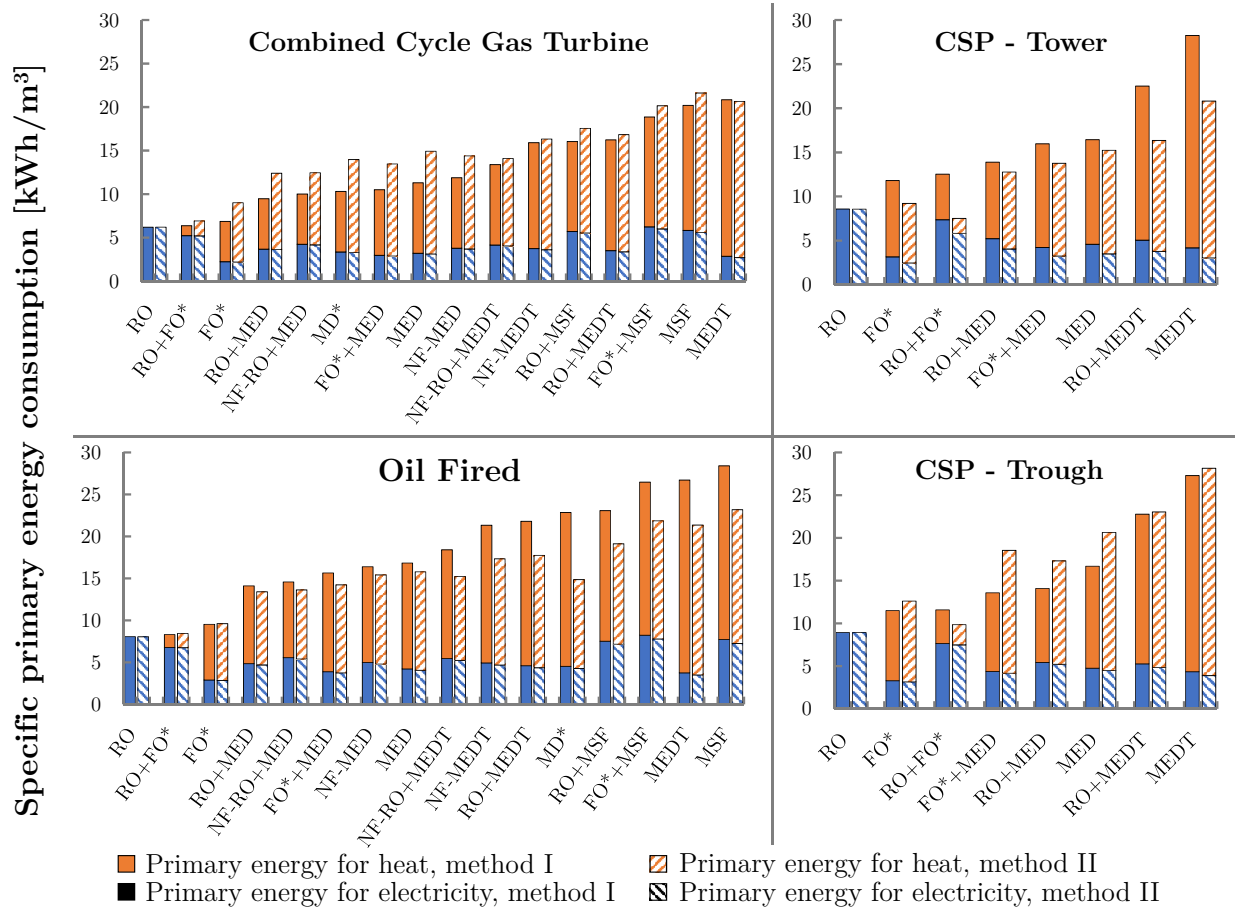 Specific primary energy consumption [kWh/m³]
Combined Cycle Gas Turbine
30
25
20
15
10
5
0
RO
RO+FO*
FO*
RO+MED
NF-RO+MED
MD*
FO*+MED
MED
NF-MED
NF-RO+MEDT
NF-MEDT
RO+MSF
RO+MEDT
FO*+MSF
MSF
MEDT
CSP - Tower
30
25
20
15
10
5
0
RO
FO*
RO+FO*
RO+MED
FO*+MED
MED
RO+MEDT
MEDT
Oil Fired
30
25
20
15
10
5
0
RO
RO+FO*
FO*
RO+MED
NF-RO+MED
FO*+MED
NF-MED
MED
NF-RO+MEDT
NF-MEDT
RO+MEDT
MD*
RO+MSF
FO*+MSF
MEDT
MSF
CSP - Trough
30
25
20
15
10
5
0
RO
FO*
RO+FO*
FO*+MED
RO+MED
MED
RO+MEDT
MEDT
Primary energy for heat, method I
Primary energy for heat, method II
Primary energy for electricity, method I
Primary energy for electricity, method II